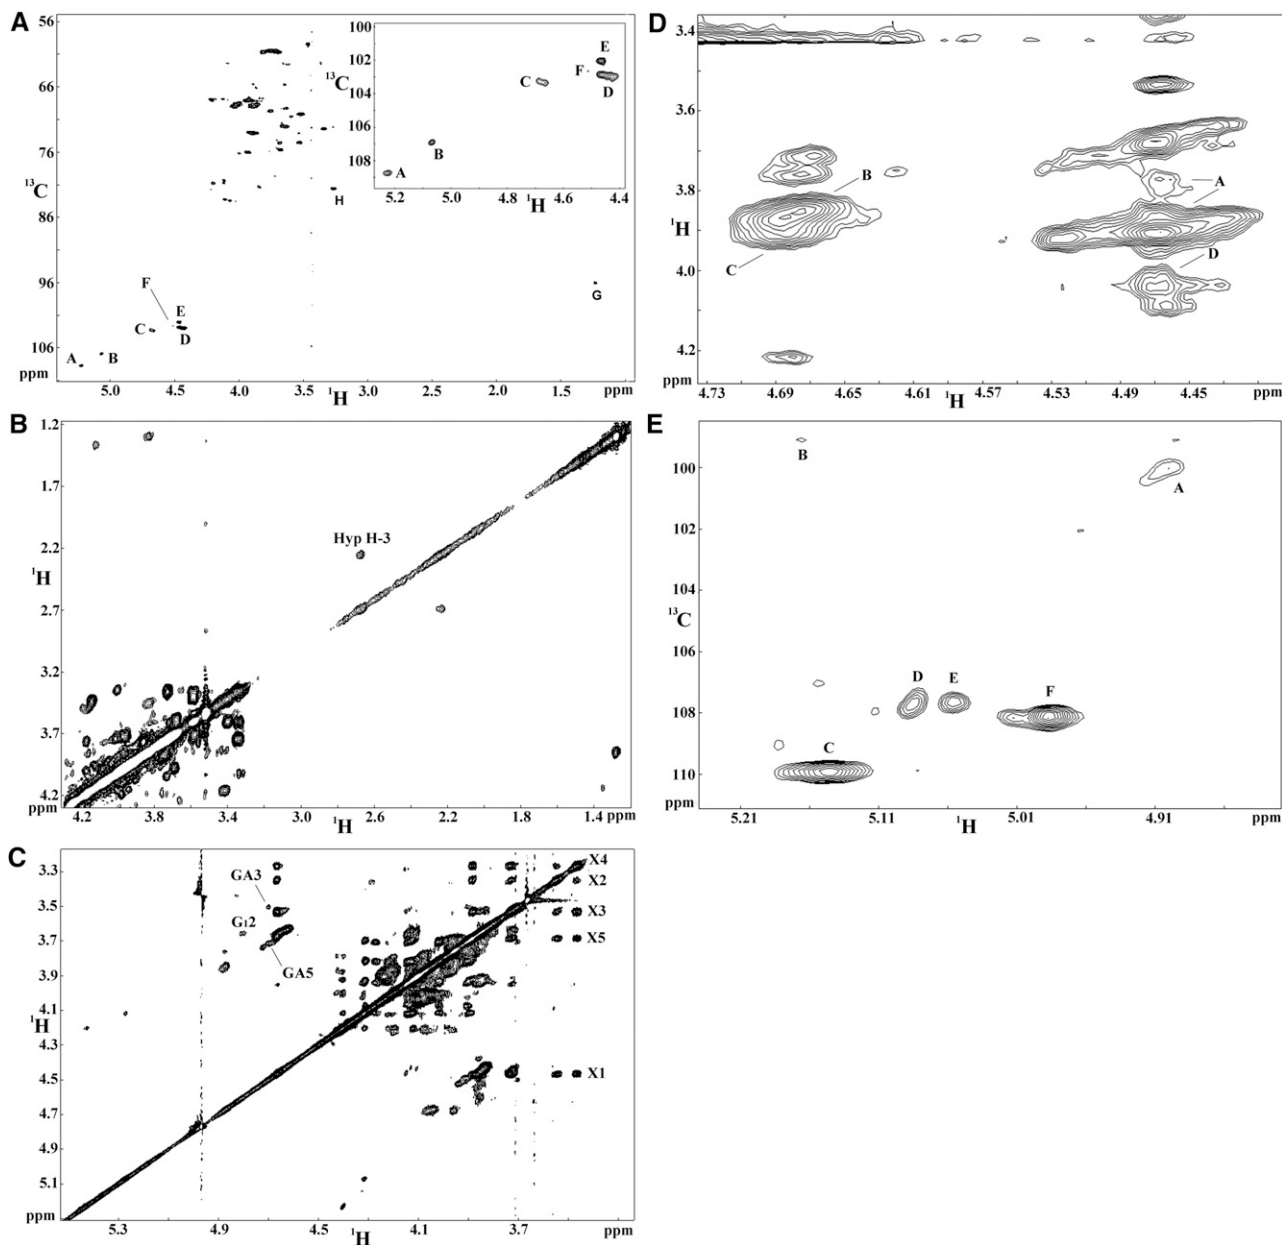 A
56
66
76
13C
86
96
106
ppm
5.0
4.5
4.0
3.5
3.0
2.5
2.0
1.5
ppm
1H
A
B
C
D
E
F
G
H
100
102
13C
104
106
108
5.2
5.0
4.8
4.6
4.4
1H
A
B
C
D
E
F
B
1.2
1.7
2.2
1H
2.7
3.2
3.7
4.2
ppm
4.2
3.8
3.4
3.0
2.6
2.2
1.8
1.4
ppm
1H
Hyp H-3
C
3.3
3.5
3.7
3.9
4.1
1H
4.3
4.5
4.7
4.9
5.1
ppm
5.3
4.9
4.5
4.1
3.7
ppm
1H
GA3
G12
GA5
X4
X2
X3
X5
X1
D
3.4
3.6
3.8
1H
4.0
4.2
ppm
4.73
4.69
4.65
4.61
4.57
4.53
4.49
4.45
ppm
1H
B
C
A
D
E
100
102
104
13C
106
108
110
ppm
5.21
5.11
5.01
4.91
ppm
1H
B
A
D
E
F
C